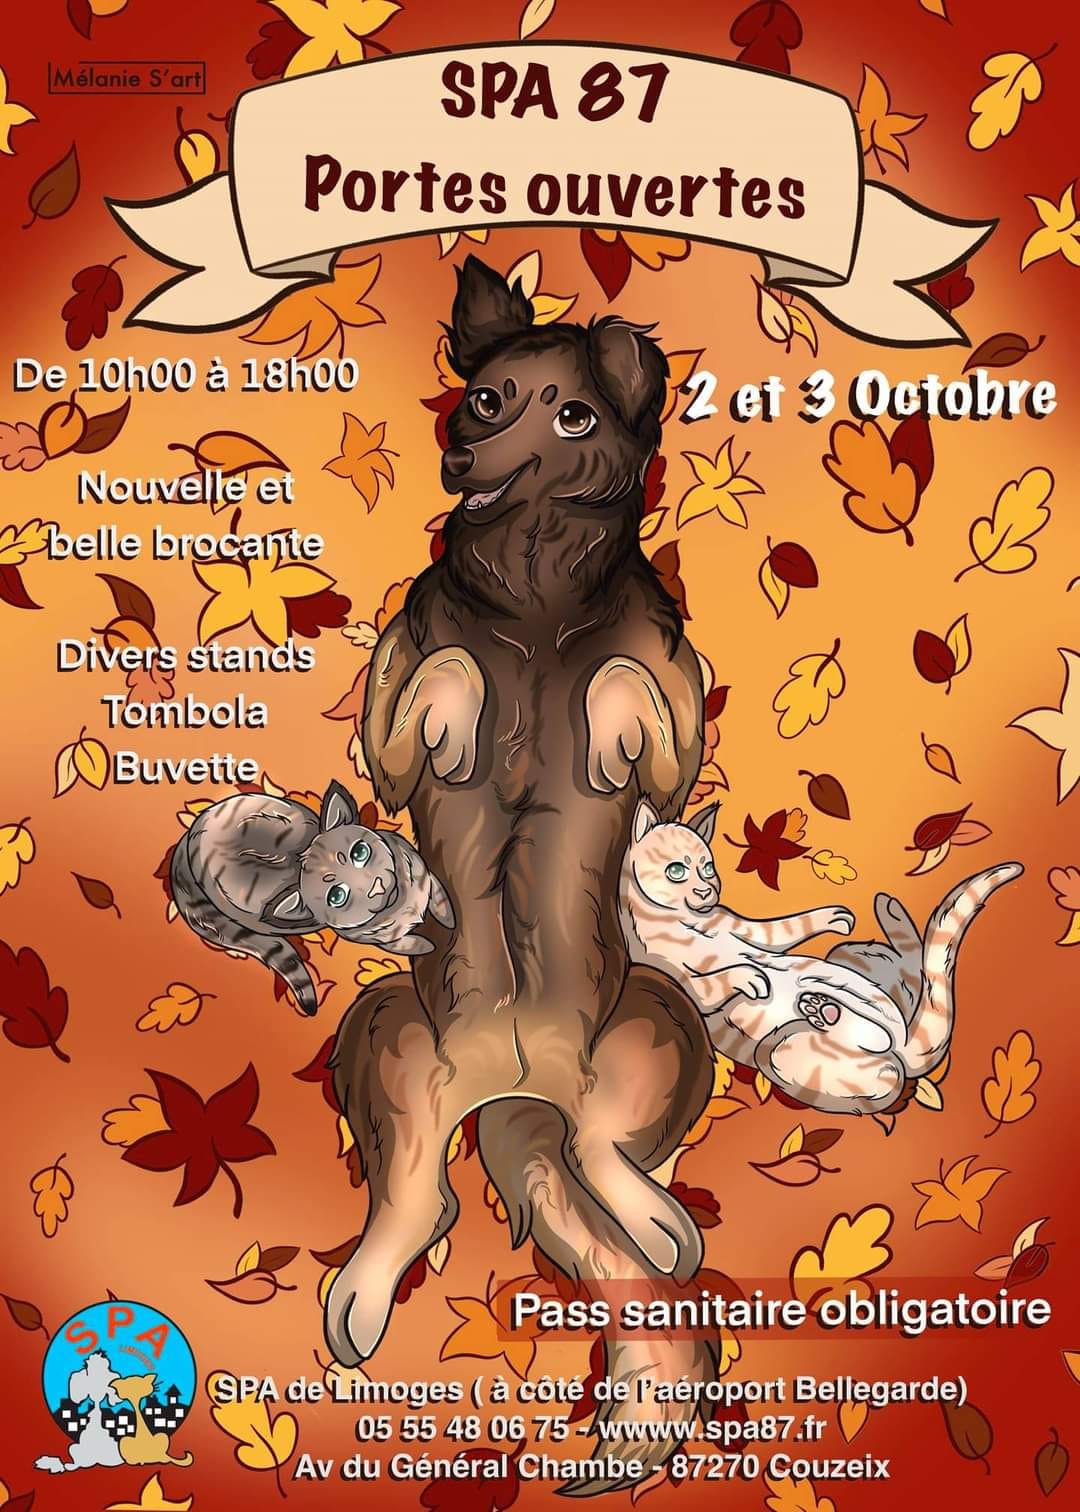 Mélanie S'art
SPA 87
Portes ouvertes
De 10h00 à 18h00
2 et 3 Octobre
Nouvelle et
belle brocante
Divers stands
Tombola
Buvette
Pass sanitaire obligatoire
SPA
LIMOGES
SPA de Limoges ( à côté de l'aéroport Bellegarde)
05 55 48 06 75 - wwww.spa87.fr
Av du Général Chambe - 87270 Couzeix